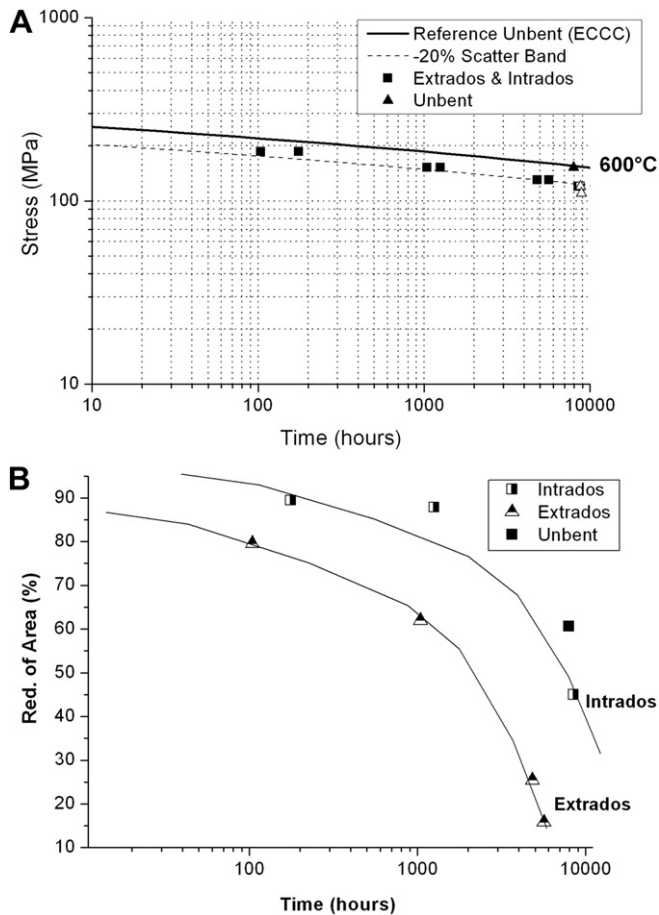 A
1000
100
10
Stress (MPa)
Reference Unbent (ECCC)
-20% Scatter Band
Extrados & Intrados
Unbent
600°C
10
100
1000
10000
Time (hours)
B
90
80
70
60
50
40
30
20
10
Red. of Area (%)
Intrados
Extrados
Unbent
Intrados
Extrados
100
1000
10000
Time (hours)